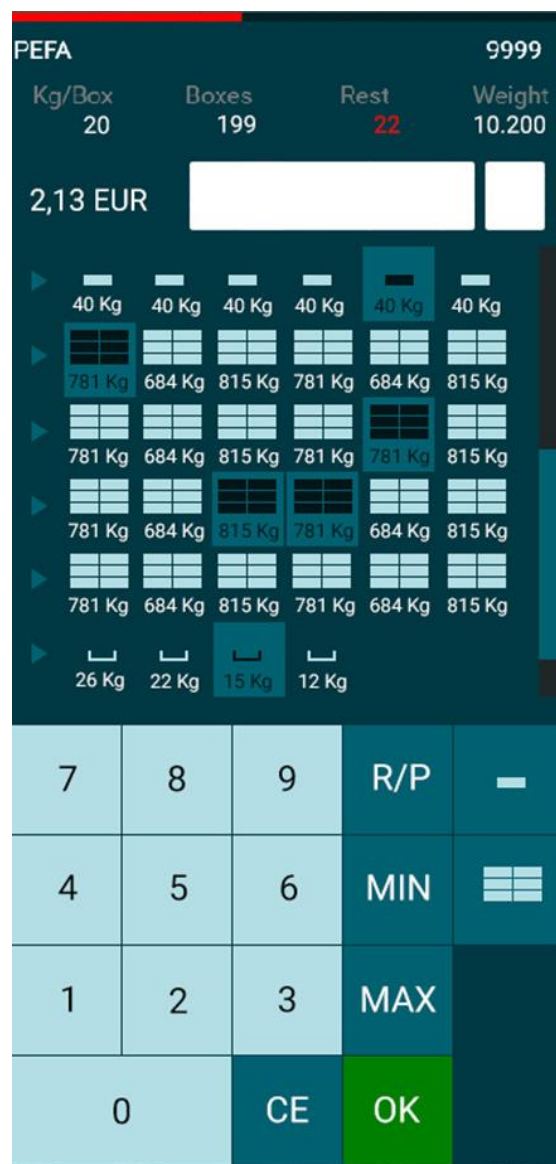 PEFA 9999
Kg/Box Boxes Rest Weight
20 199 22 10.200
2,13 EUR
40 Kg 40 Kg 40 Kg 40 Kg 40 Kg 40 Kg
781 Kg 684 Kg 815 Kg 781 Kg 684 Kg 815 Kg
781 Kg 684 Kg 815 Kg 781 Kg 781 Kg 815 Kg
781 Kg 684 Kg 815 Kg 781 Kg 684 Kg 815 Kg
781 Kg 684 Kg 815 Kg 781 Kg 684 Kg 815 Kg
26 Kg 22 Kg 15 Kg 12 Kg
7 8 9 R/P
4 5 6 MIN
1 2 3 MAX
0 CE OK